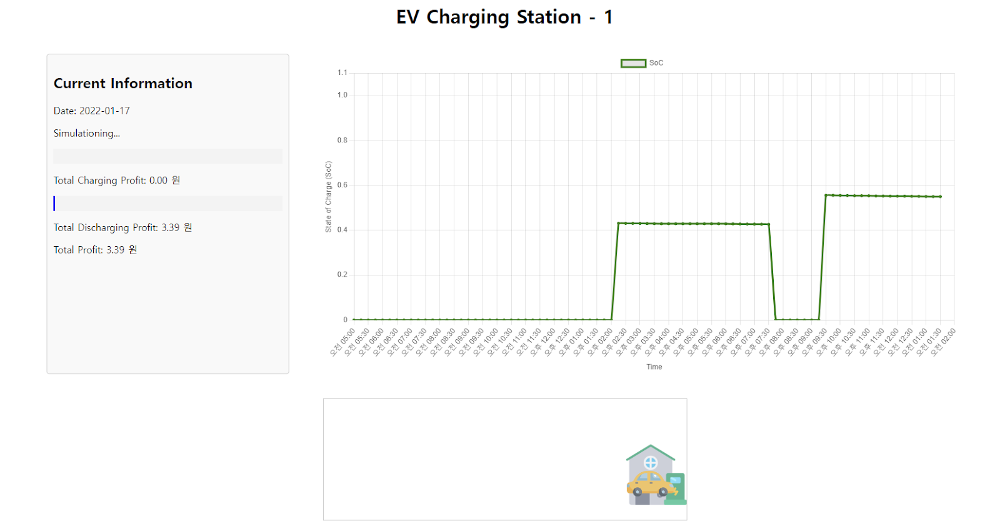 EV Charging Station - 1
Current Information
Date: 2022-01-17
Simulationing...
Total Charging Profit: 0.00 원
Total Discharging Profit: 3.39 원
Total Profit: 3.39 원
SoC
1.1
1.0
0.8
0.6
0.4
0.2
0
State of Charge (SoC)
오전 05:00
오전 05:30
오전 06:00
오전 06:30
오전 07:00
오전 07:30
오전 08:00
오전 08:30
오전 09:00
오전 09:30
오전 10:00
오전 10:30
오전 11:00
오전 11:30
오후 12:00
오후 12:30
오후 01:00
오후 01:30
오후 02:00
오후 02:30
오후 03:00
오후 03:30
오후 04:00
오후 04:30
오후 05:00
오후 05:30
오후 06:00
오후 06:30
오후 07:00
오후 07:30
오후 08:00
오후 08:30
오후 09:00
오후 09:30
오후 10:00
오후 10:30
오후 11:00
오후 11:30
오전 12:00
오전 12:30
오전 01:00
오전 01:30
오전 02:00
Time